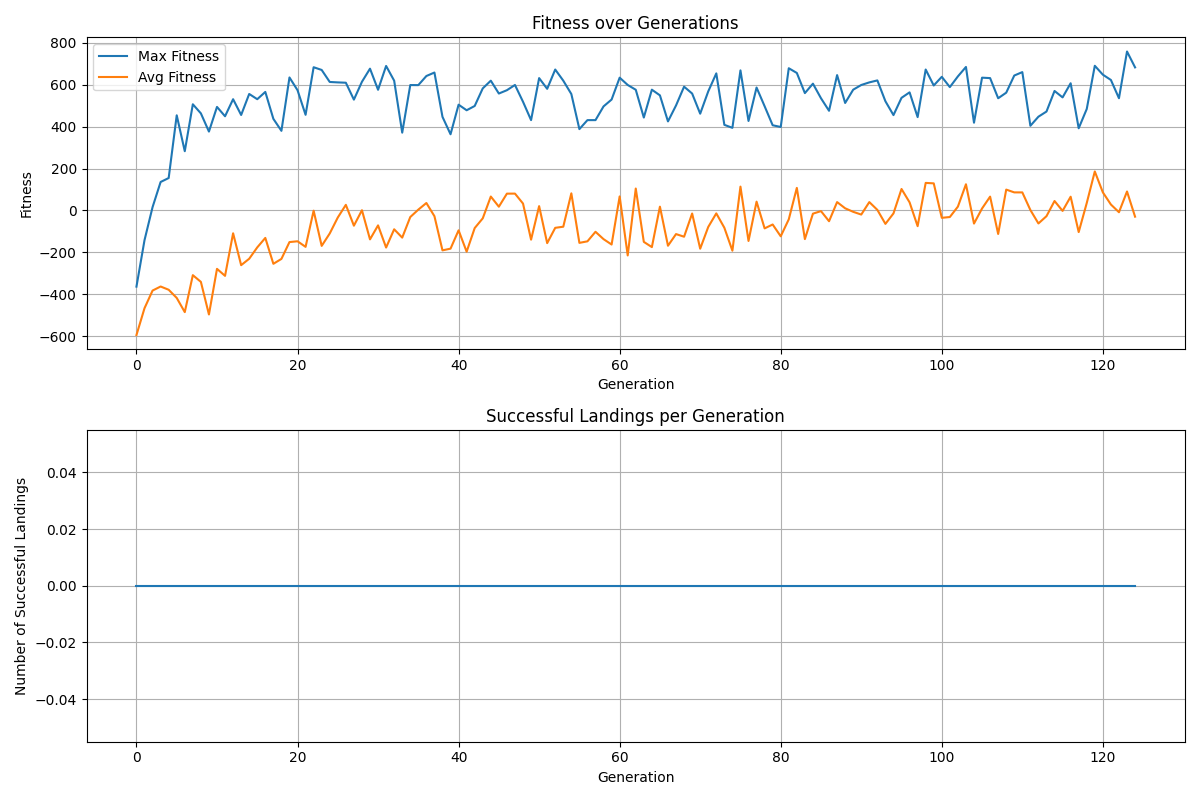 Fitness over Generations
800
600
400
200
0
−200
−400
−600
Fitness
Max Fitness
Avg Fitness
0 20 40 60 80 100 120
Generation
Successful Landings per Generation
0.04
0.02
0.00
−0.02
−0.04
Number of Successful Landings
0 20 40 60 80 100 120
Generation